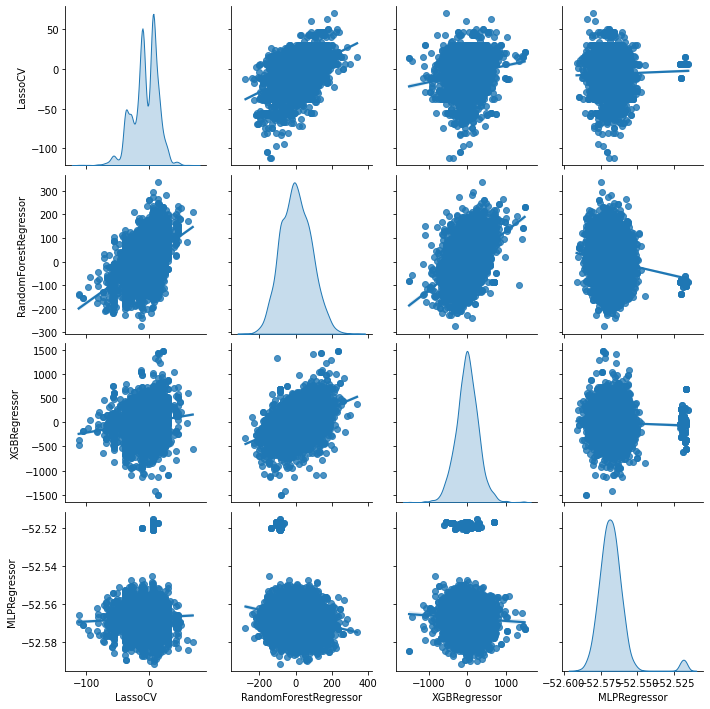 50
0
−50
−100
LassoCV
300
200
100
0
−100
−200
−300
RandomForestRegressor
1500
1000
500
0
−500
−1000
−1500
XGBRegressor
−52.52
−52.54
−52.56
−52.58
MLPRegressor
−100 0
−200 0 200 400
−1000 0 1000
−52.600 −52.575 −52.550 −52.525
LassoCV
RandomForestRegressor
XGBRegressor
MLPRegressor